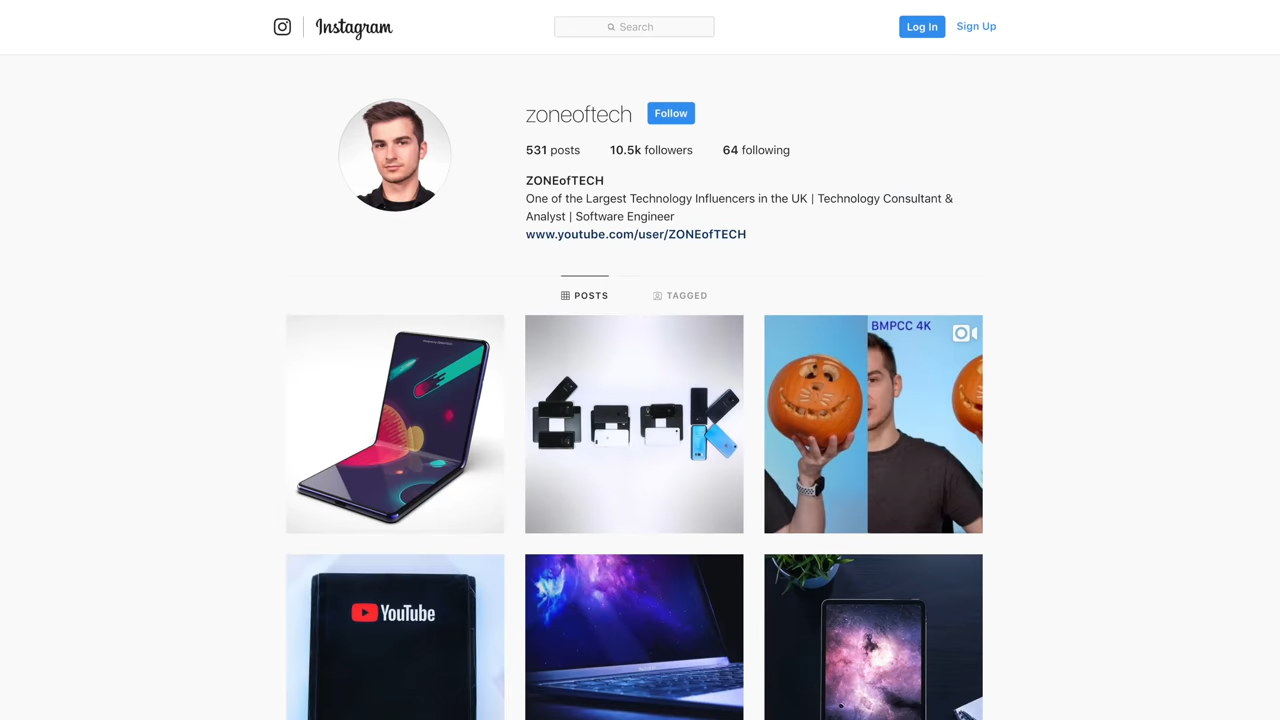 Instagram
Search
Log In
Sign Up
zoneoftech
Follow
531 posts
10.5k followers
64 following
ZONEofTECH
One of the Largest Technology Influencers in the UK | Technology Consultant &
Analyst | Software Engineer
www.youtube.com/user/ZONEofTECH
POSTS
TAGGED
BMPCC 4K
YouTube